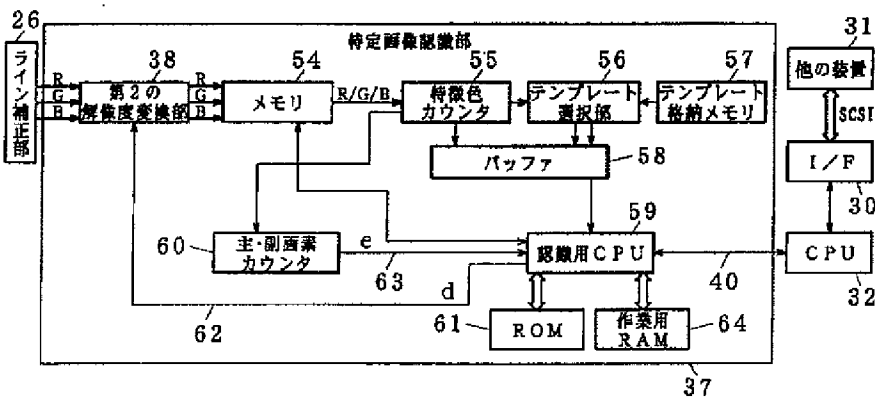 26
ライン補正部
R
G
B
38
第2の
解像度変換部
R
G
B
54
メモリ
特定画像認識部
R/G/B
55
特徴色
カウンタ
56
テンプレート
選択部
57
テンプレート
格納メモリ
31
他の装置
SCSI
I/F
30
バッファ
58
60
主・副画素
カウンタ
e
63
59
認識用CPU
40
CPU
32
d
62
61
ROM
作業用
RAM
64
37